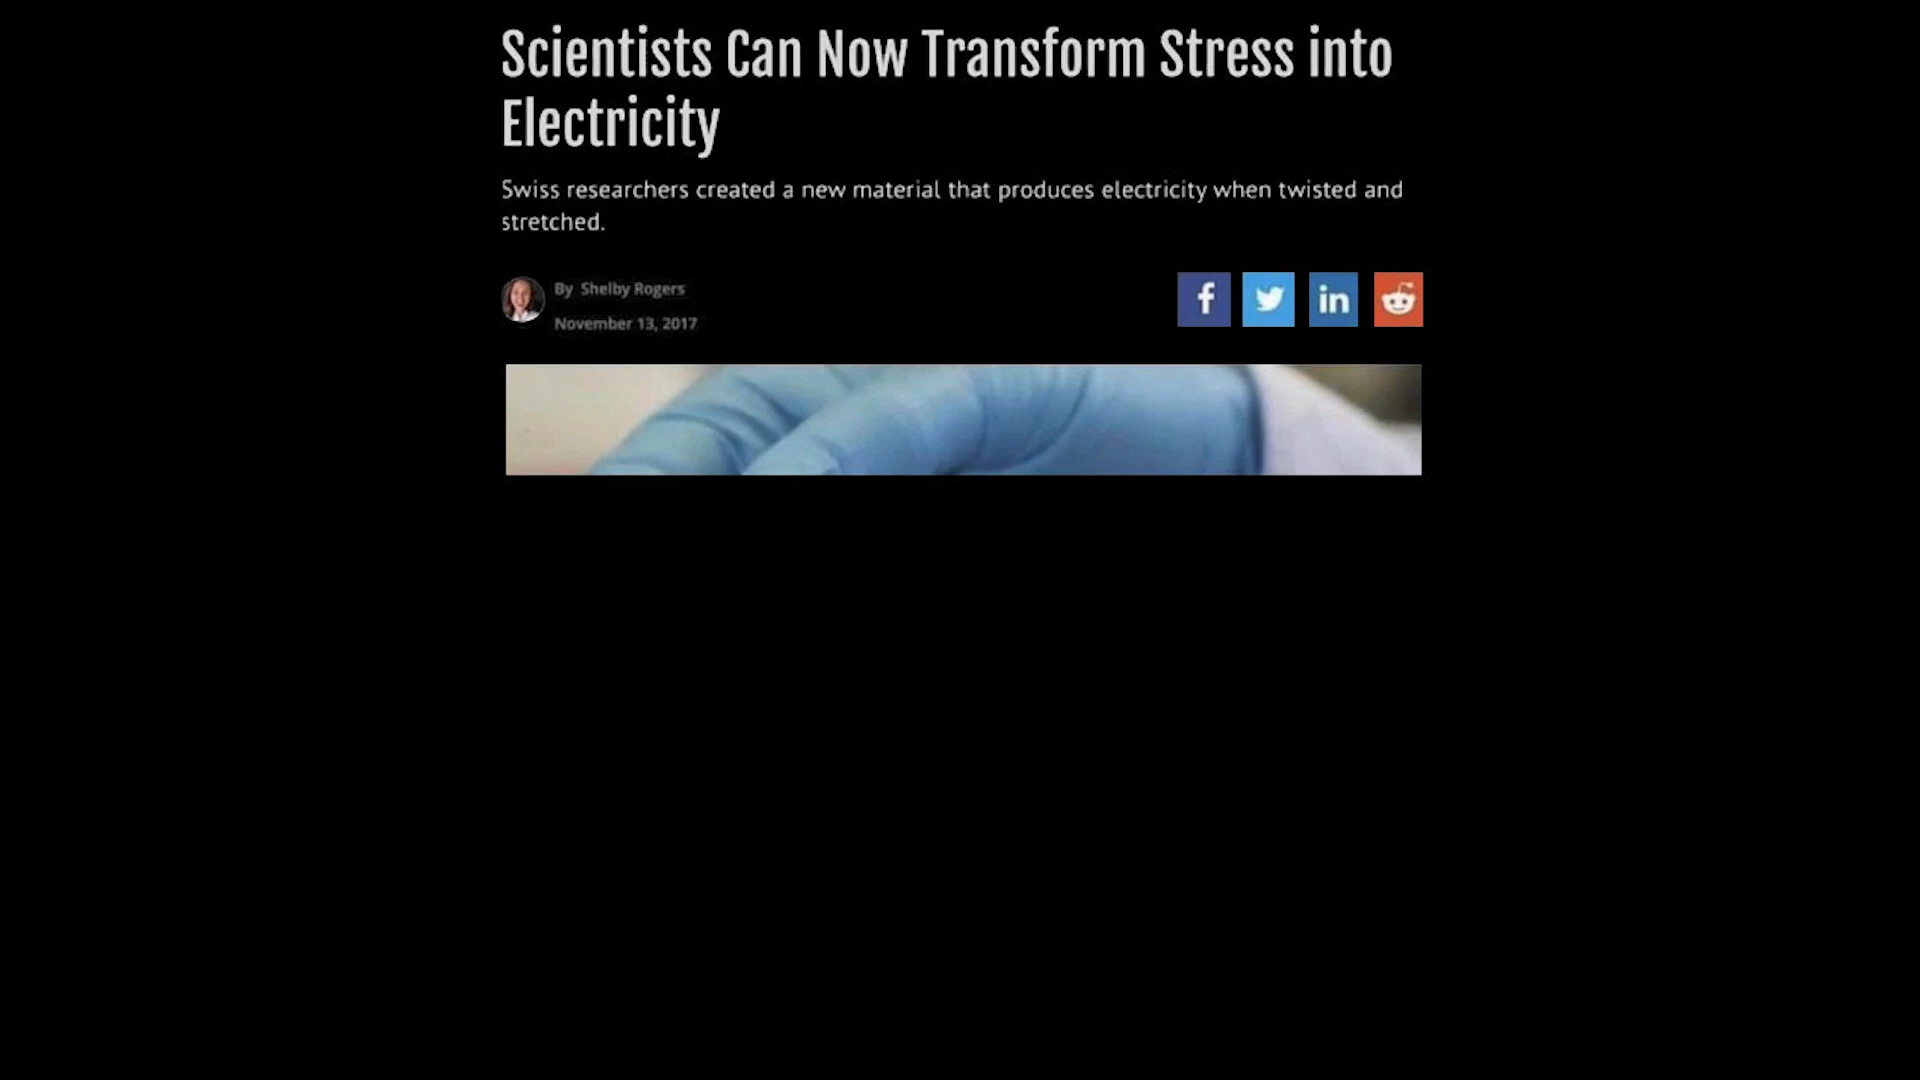 Scientists Can Now Transform Stress into
Electricity
Swiss researchers created a new material that produces electricity when twisted and
stretched.
By Shelby Rogers
November 13, 2017
f
in